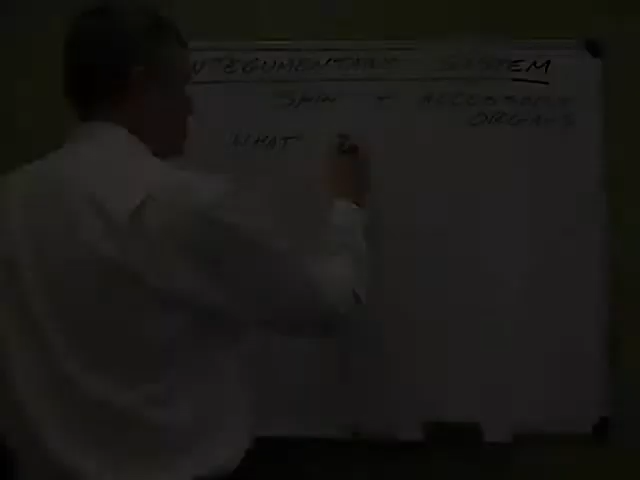 INTEGUMENTARY SYSTEM
SKIN + ACCESSORY
ORGANS
WHAT